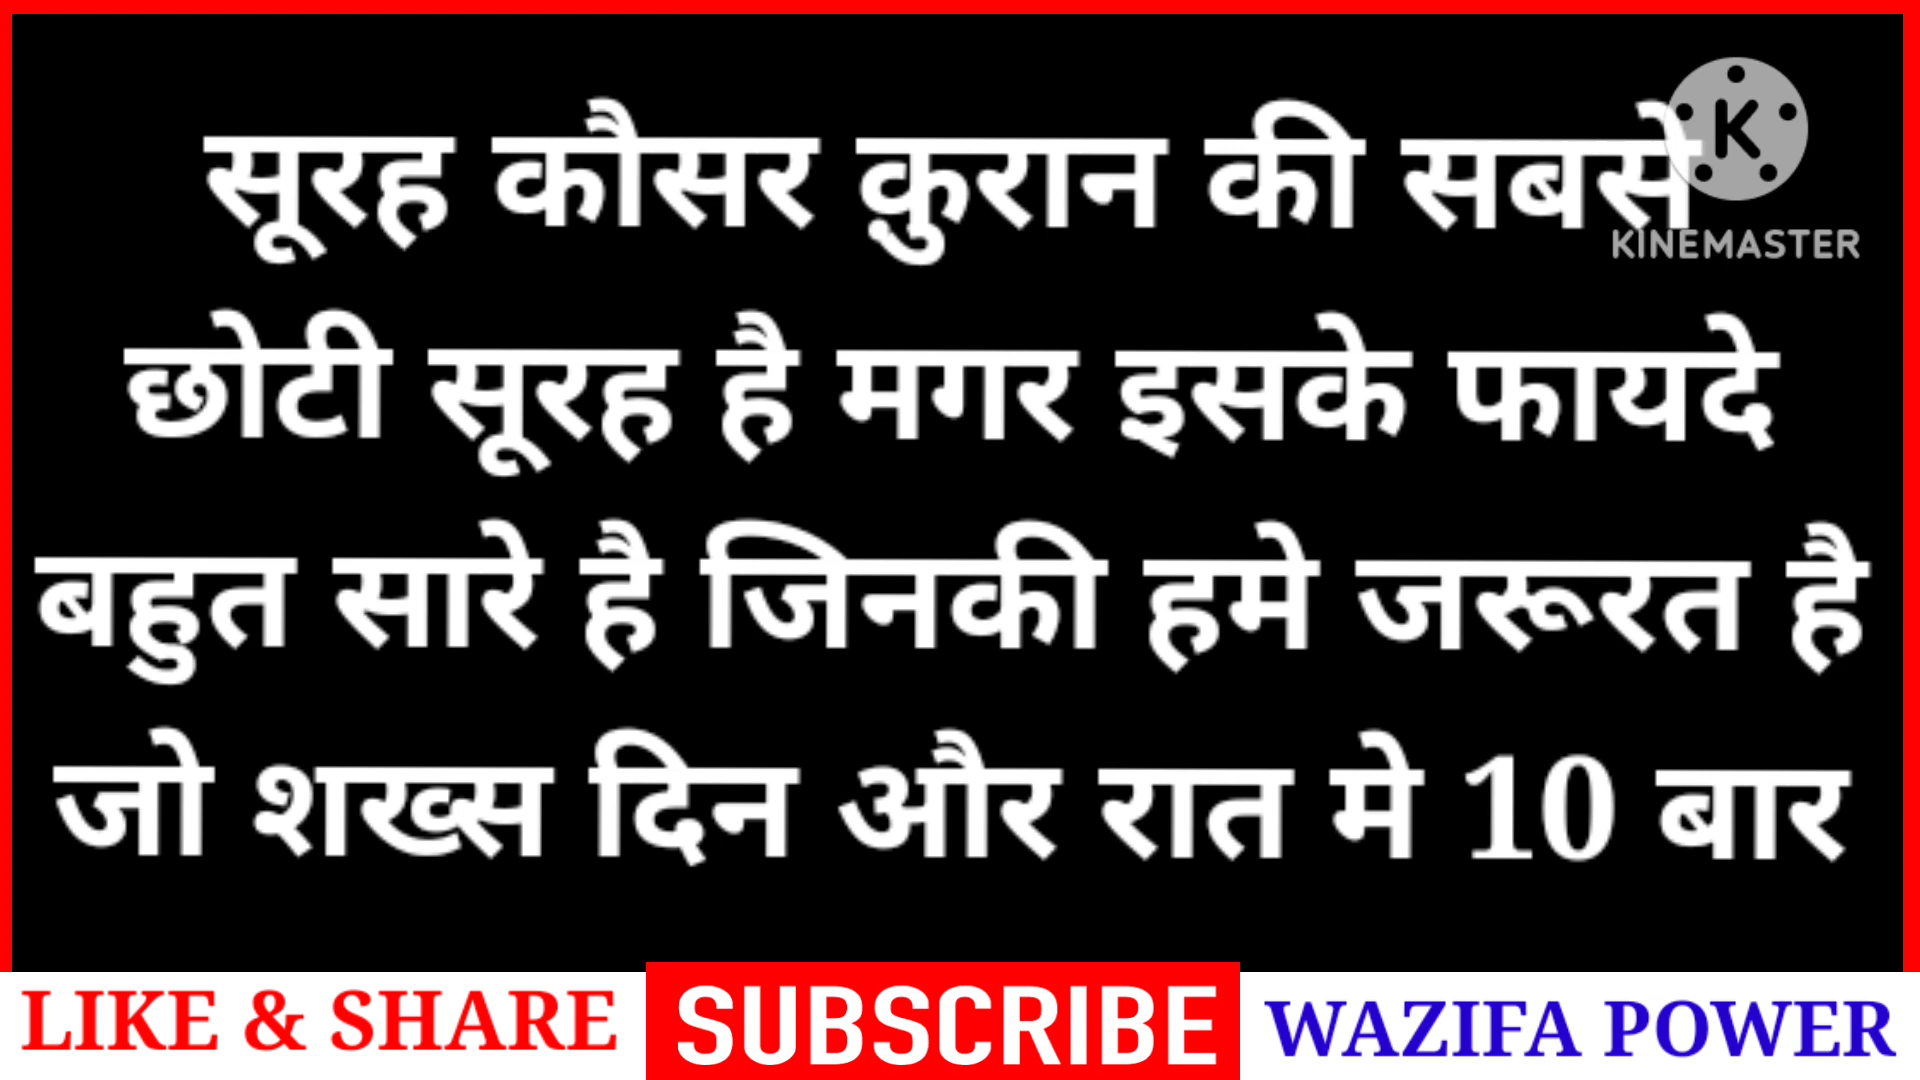 सूरह कौसर क़ुरान की सबसे
KINEMASTER
छोटी सूरह है मगर इसके फायदे
बहुत सारे है जिनकी हमे जरूरत है
जो शख्स दिन और रात मे 10 बार
LIKE & SHARE SUBSCRIBE WAZIFA POWER